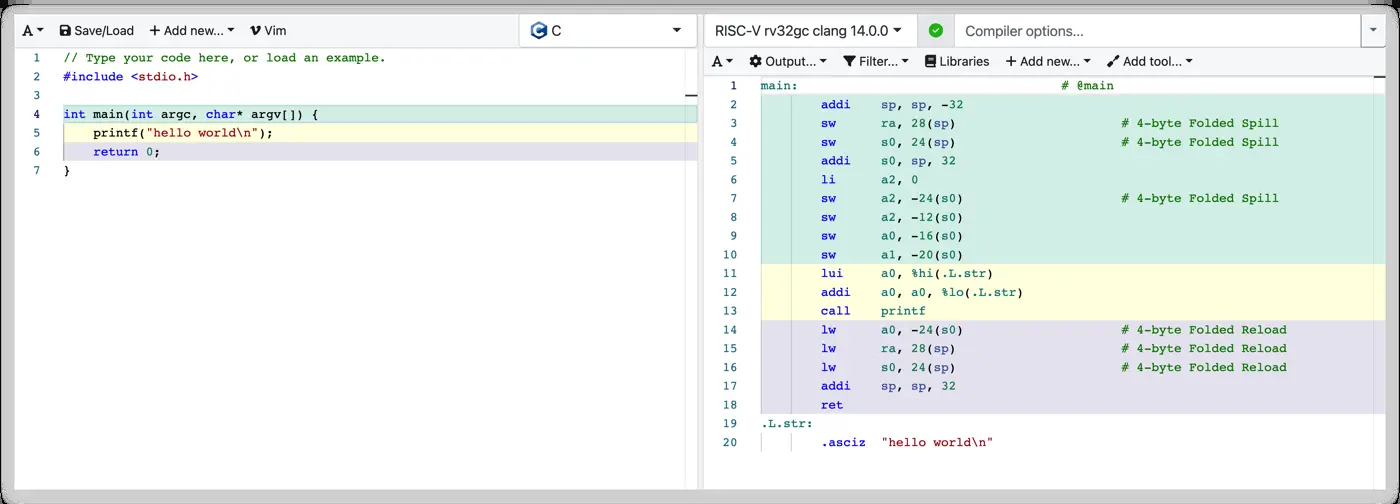 A Save/Load + Add new... Vim C
1 // Type your code here, or load an example.
2 #include <stdio.h>
3
4 int main(int argc, char* argv[]) {
5     printf("hello world\n");
6     return 0;
7 }
RISC-V rv32gc clang 14.0.0 Compiler options...
A Output... Filter... Libraries + Add new... Add tool...
1 main: # @main
2 addi sp, sp, -32
3 sw ra, 28(sp) # 4-byte Folded Spill
4 sw s0, 24(sp) # 4-byte Folded Spill
5 addi s0, sp, 32
6 li a2, 0
7 sw a2, -24(s0) # 4-byte Folded Spill
8 sw a2, -12(s0)
9 sw a0, -16(s0)
10 sw a1, -20(s0)
11 lui a0, %hi(.L.str)
12 addi a0, a0, %lo(.L.str)
13 call printf
14 lw a0, -24(s0) # 4-byte Folded Reload
15 lw ra, 28(sp) # 4-byte Folded Reload
16 lw s0, 24(sp) # 4-byte Folded Reload
17 addi sp, sp, 32
18 ret
19 .L.str:
20 .asciz "hello world\n"